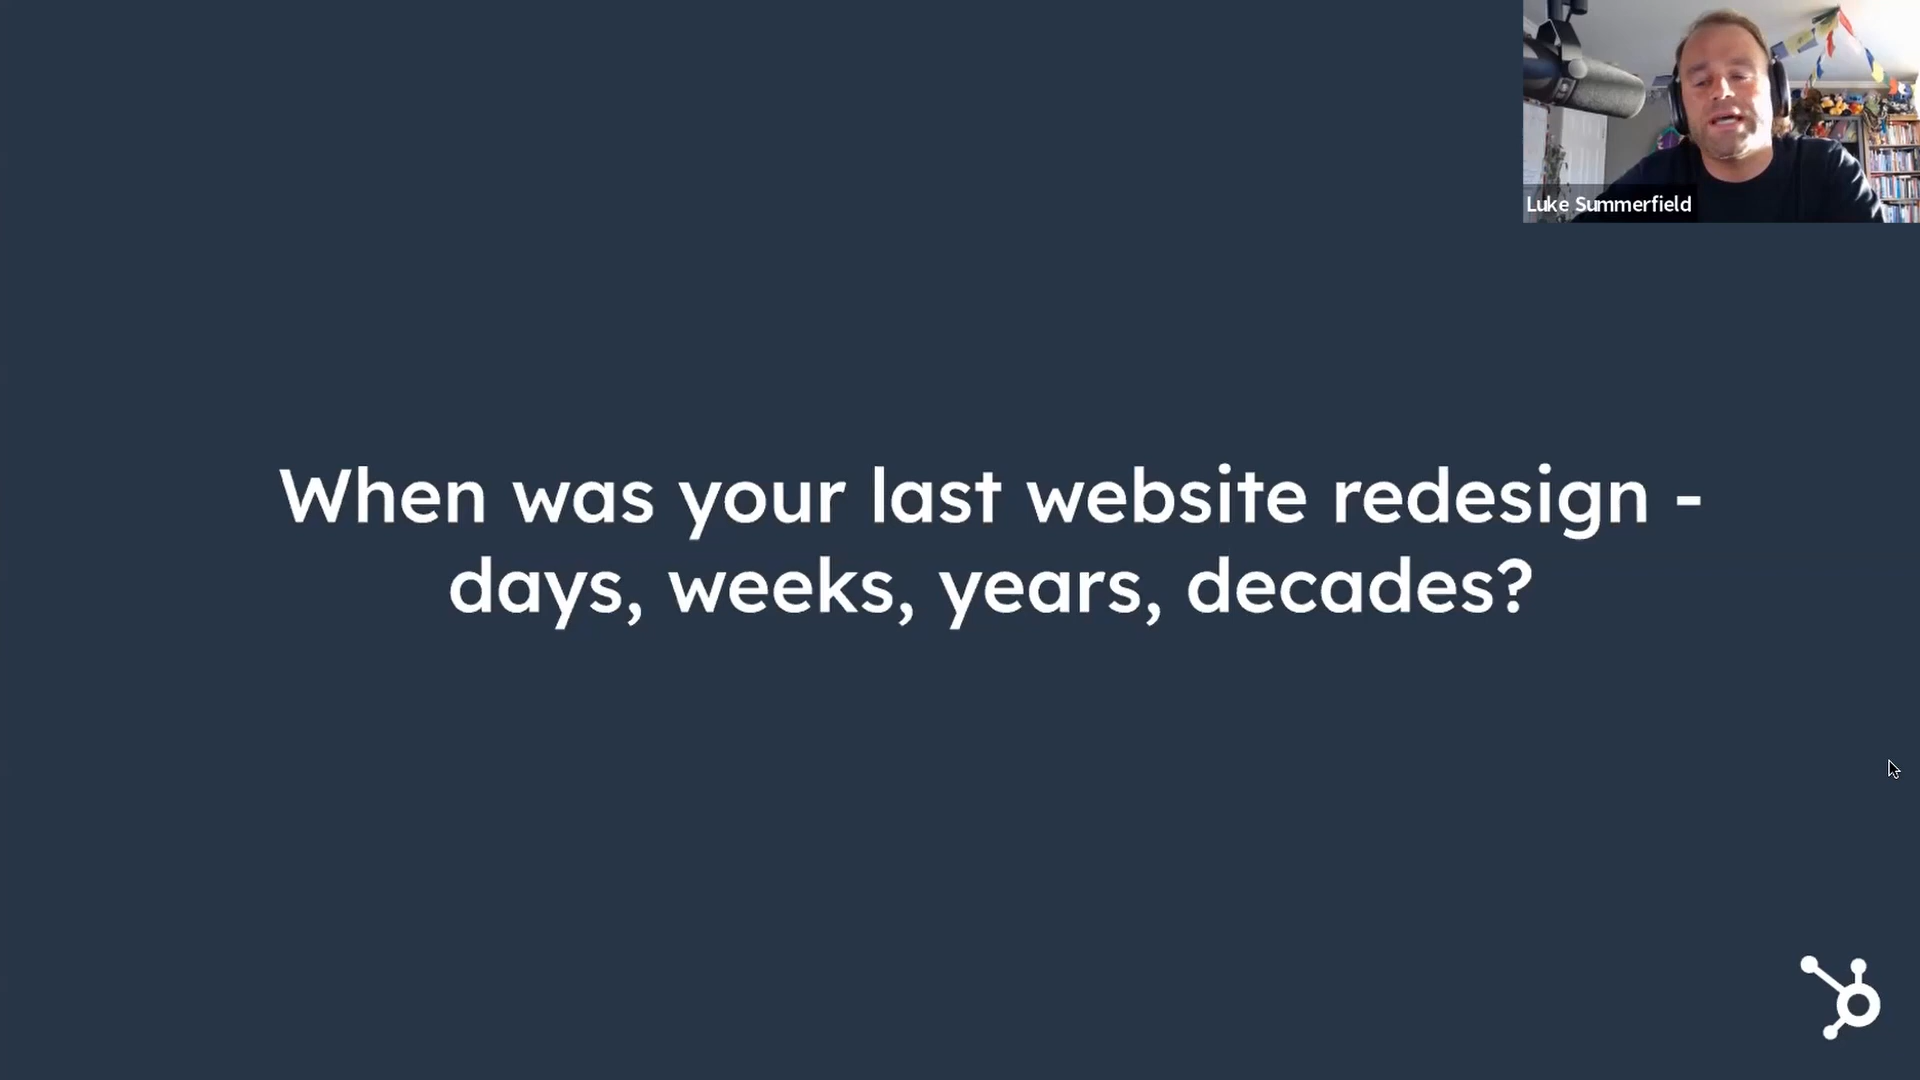 Luke Summerfield
When was your last website redesign -
days, weeks, years, decades?